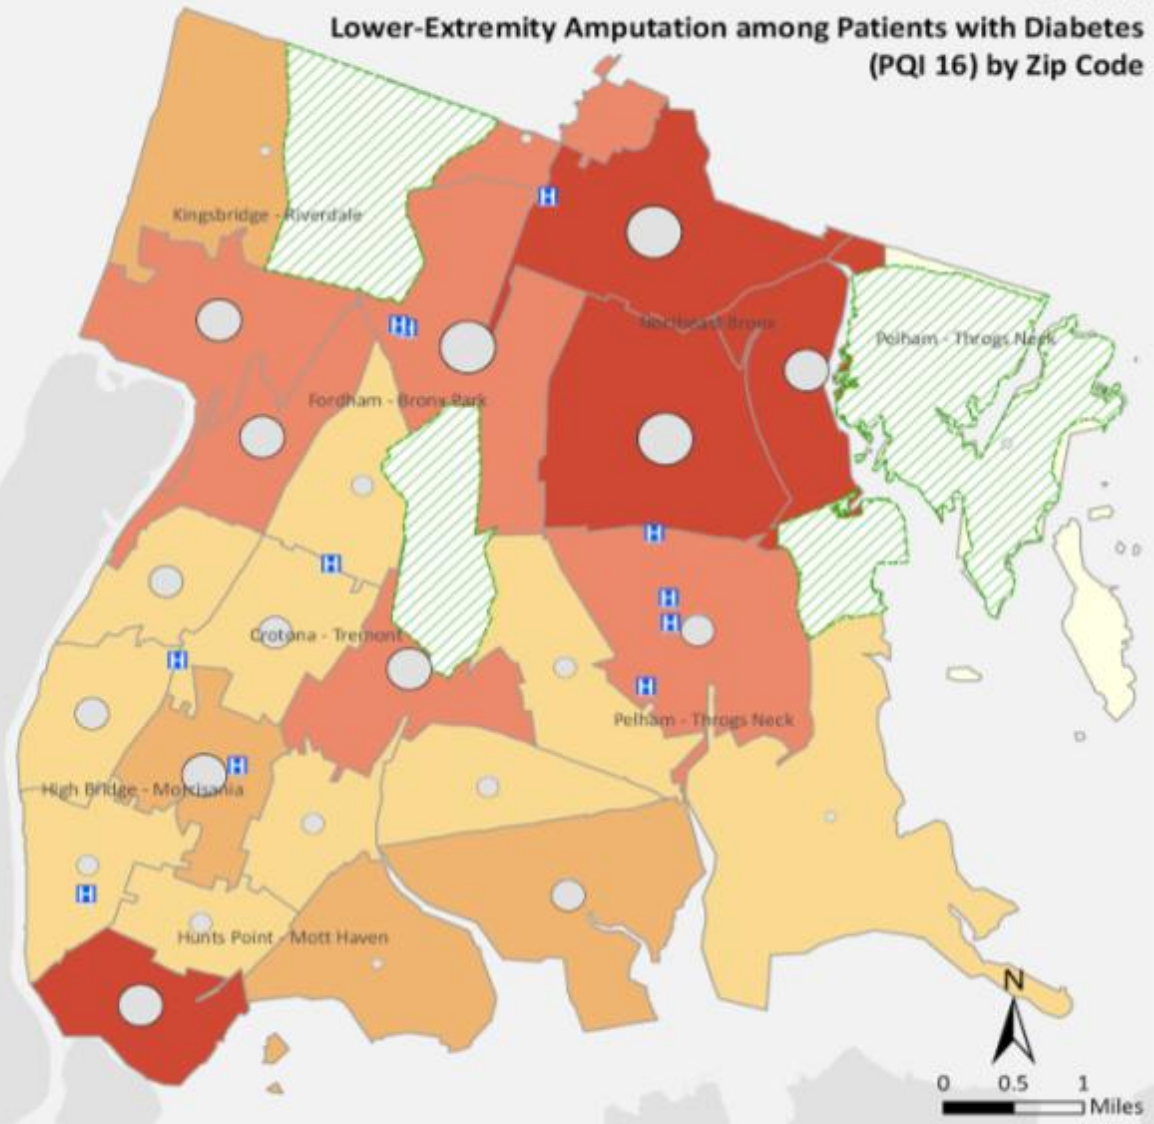 Lower-Extremity Amputation among Patients with Diabetes
(PQI 16) by Zip Code
H
Kingsbridge - Riverdale
H H
Northeast Bronx
Pelham - Throgs Neck
Fordham - Bronx Park
H
H
H
H
Crotona - Tremont
H
H
Pelham - Throgs Neck
H
High Bridge - Morrisania
H
Hunts Point - Mott Haven
N
0 0.5 1
Miles